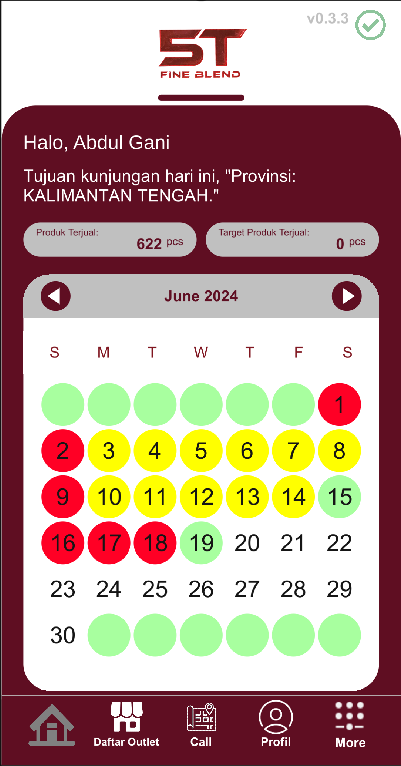 v0.3.3
5T
FINE BLEND
Halo, Abdul Gani
Tujuan kunjungan hari ini, "Provinsi:
KALIMANTAN TENGAH."
Produk Terjual:
622 pcs
Target Produk Terjual:
0 pcs
June 2024
S M T W T F S
1
2 3 4 5 6 7 8
9 10 11 12 13 14 15
16 17 18 19 20 21 22
23 24 25 26 27 28 29
30
Daftar Outlet Call Profil More